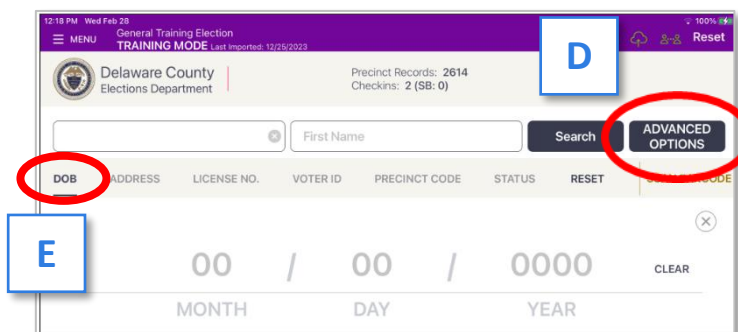 12:18 PM Wed Feb 28
100%
MENU
General Training Election
TRAINING MODE Last Imported: 12/25/2023
Reset
D
Delaware County
Elections Department
Precinct Records: 2614
Checkins: 2 (SB: 0)
First Name
Search
ADVANCED
OPTIONS
DOB ADDRESS LICENSE NO. VOTER ID PRECINCT CODE STATUS RESET
E
00 / 00 / 0000 CLEAR
MONTH DAY YEAR